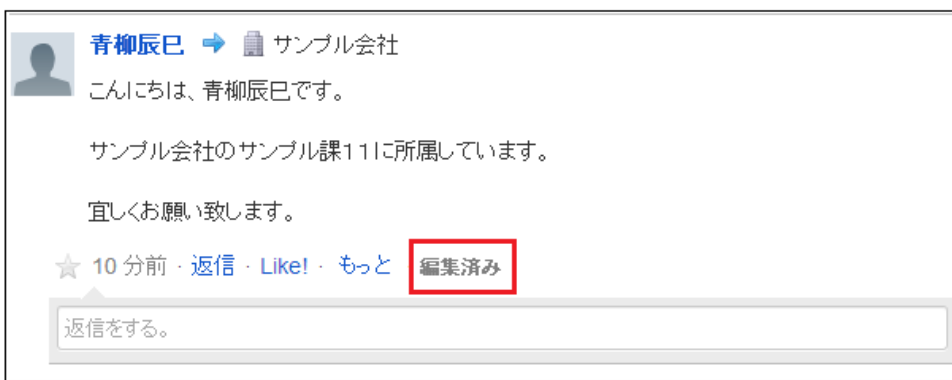 青柳辰巳 サンプル会社
こんにちは、青柳辰巳です。
サンプル会社のサンプル課11に所属しています。
宜しくお願い致します。
10 分前 · 返信 · Like! · もっと 編集済み
返信をする。